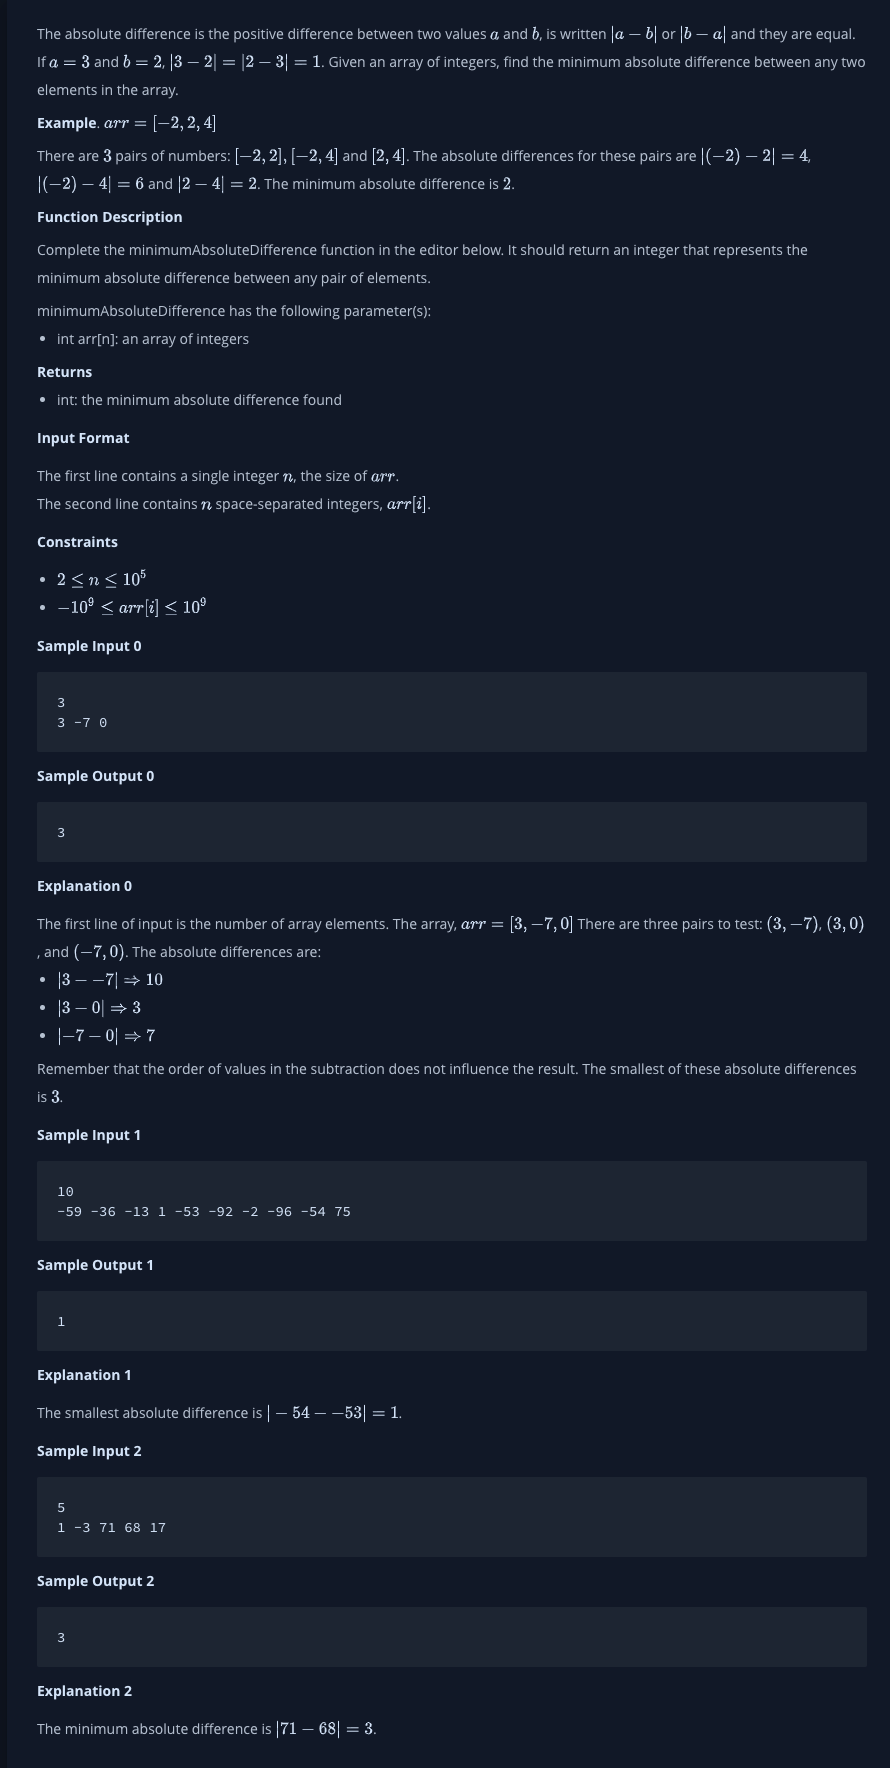 The absolute difference is the positive difference between two values a and b, is written |a − b| or |b − a| and they are equal.
If a = 3 and b = 2, |3 − 2| = |2 − 3| = 1. Given an array of integers, find the minimum absolute difference between any two
elements in the array.
Example. arr = [−2, 2, 4]
There are 3 pairs of numbers: [−2, 2], [−2, 4] and [2, 4]. The absolute differences for these pairs are |(−2) − 2| = 4,
|(−2) − 4| = 6 and |2 − 4| = 2. The minimum absolute difference is 2.
Function Description
Complete the minimumAbsoluteDifference function in the editor below. It should return an integer that represents the
minimum absolute difference between any pair of elements.
minimumAbsoluteDifference has the following parameter(s):
• int arr[n]: an array of integers
Returns
• int: the minimum absolute difference found
Input Format
The first line contains a single integer n, the size of arr.
The second line contains n space-separated integers, arr[i].
Constraints
• 2 ≤ n ≤ 10⁵
• −10⁹ ≤ arr[i] ≤ 10⁹
Sample Input 0
3
3 -7 0
Sample Output 0
3
Explanation 0
The first line of input is the number of array elements. The array, arr = [3, −7, 0] There are three pairs to test: (3, −7), (3, 0)
, and (−7, 0). The absolute differences are:
• |3 − −7| ⇒ 10
• |3 − 0| ⇒ 3
• |−7 − 0| ⇒ 7
Remember that the order of values in the subtraction does not influence the result. The smallest of these absolute differences
is 3.
Sample Input 1
10
-59 -36 -13 1 -53 -92 -2 -96 -54 75
Sample Output 1
1
Explanation 1
The smallest absolute difference is | − 54 − −53| = 1.
Sample Input 2
5
1 -3 71 68 17
Sample Output 2
3
Explanation 2
The minimum absolute difference is |71 − 68| = 3.